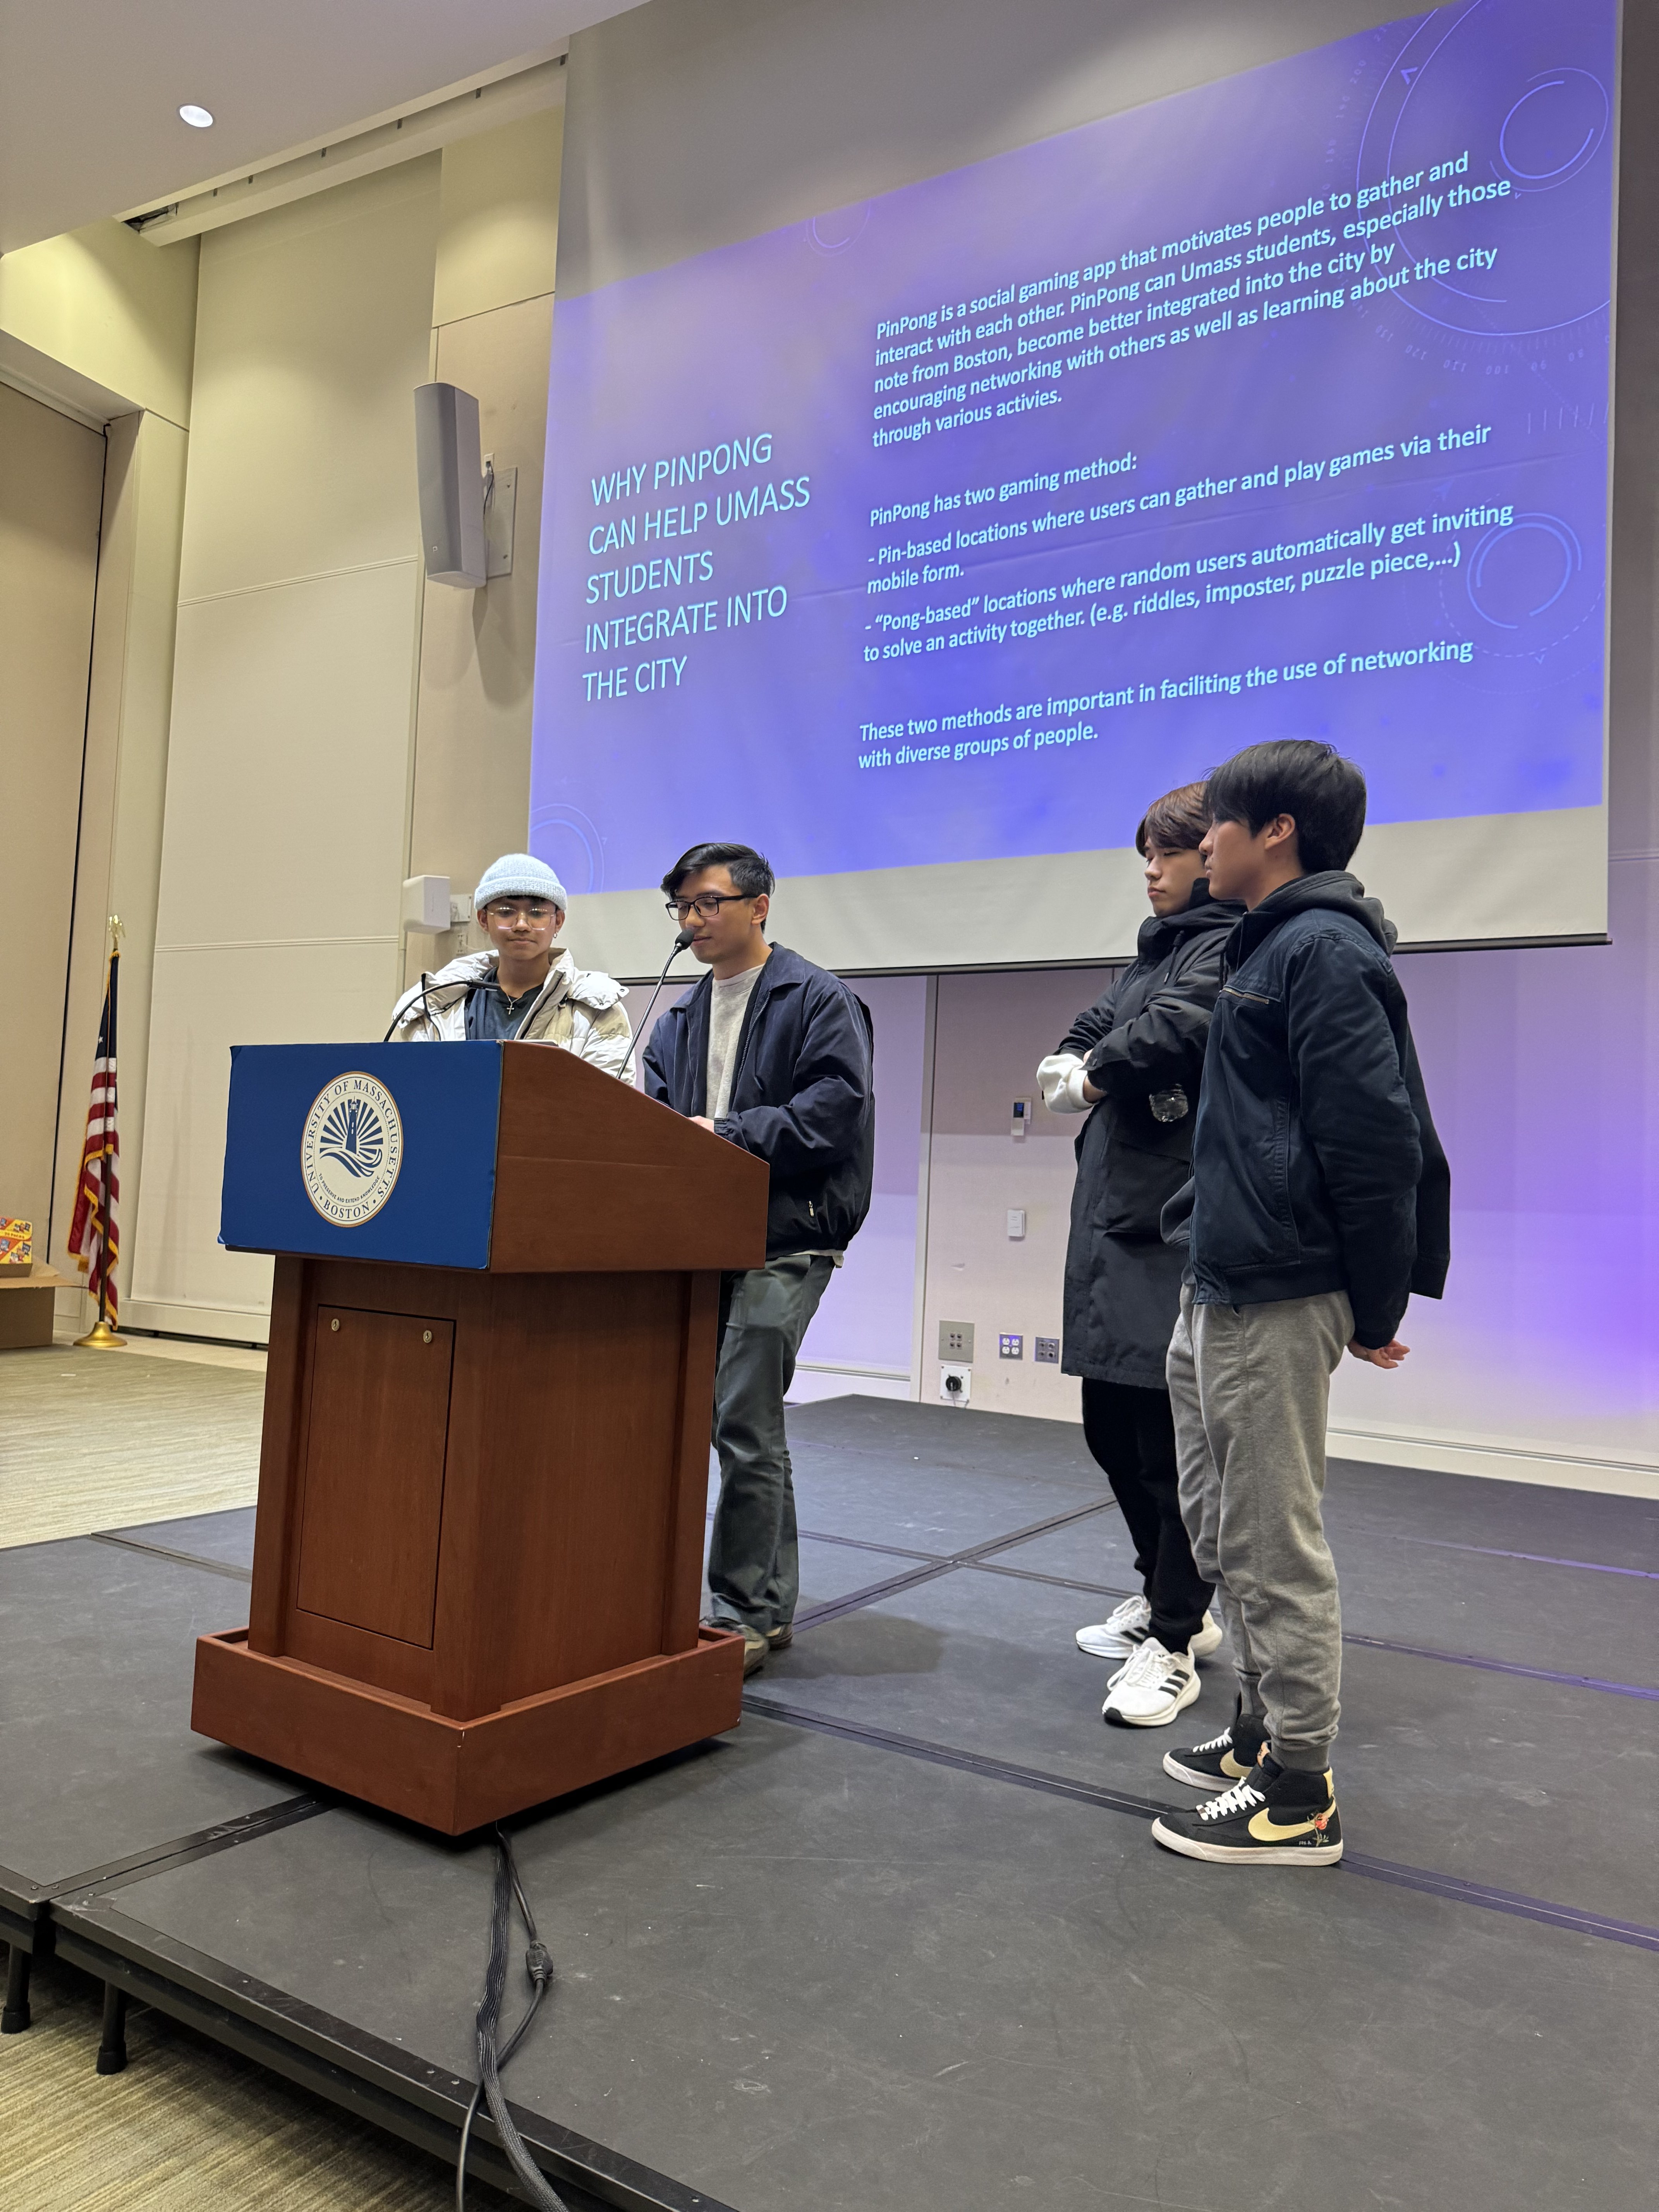 WHY PINPONG
CAN HELP UMASS
STUDENTS
INTEGRATE INTO
THE CITY
PinPong is a social gaming app that motivates people to gather and
interact with each other. PinPong can Umass students, especially those
note from Boston, become better integrated into the city by
encouraging networking with others as well as learning about the city
through various activies.
PinPong has two gaming method:
- Pin-based locations where users can gather and play games via their
mobile form.
- “Pong-based” locations where random users automatically get inviting
to solve an activity together. (e.g. riddles, imposter, puzzle piece,...)
These two methods are important in faciliting the use of networking
with diverse groups of people.
UNIVERSITY OF MASSACHUSETTS
BOSTON